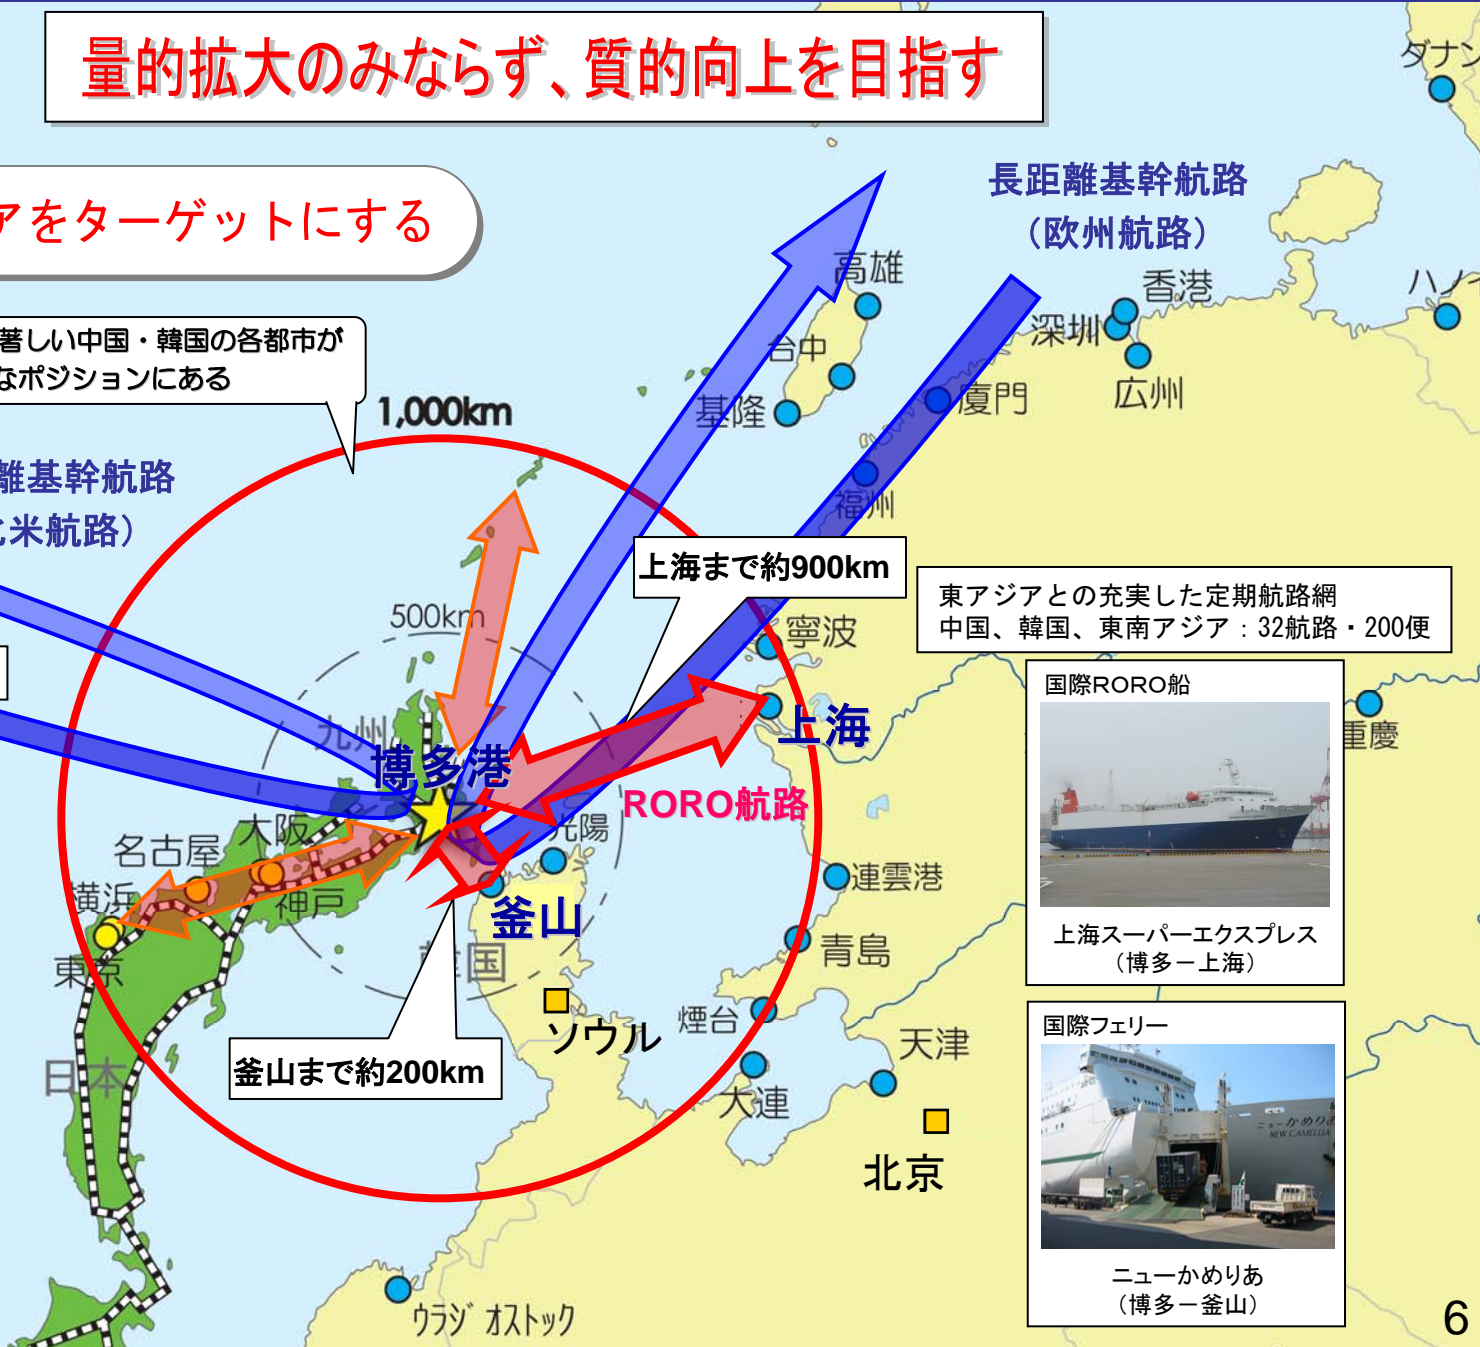 量的拡大のみならず、質的向上を目指す
アをターゲットにする
著しい中国・韓国の各都市が
なポジションにある
1,000km
長距離基幹航路
（欧州航路）
離基幹航路
米航路）
ダナン
高雄
台中
基隆
香港
深圳
広州
厦門
福州
500km
上海まで約900km
東アジアとの充実した定期航路網
中国、韓国、東南アジア：32航路・200便
寧波
上海
九州
博多港
RORO航路
光陽
連雲港
大阪
名古屋
神戸
横浜
東京
釜山
韓国
青島
ソウル
煙台
天津
大連
北京
日本
釜山まで約200km
ウラジオストック
重慶
国際RORO船
上海スーパーエクスプレス
（博多－上海）
国際フェリー
ニューかめりあ
NEW CAMELLIA
ニューかめりあ
（博多－釜山）
6